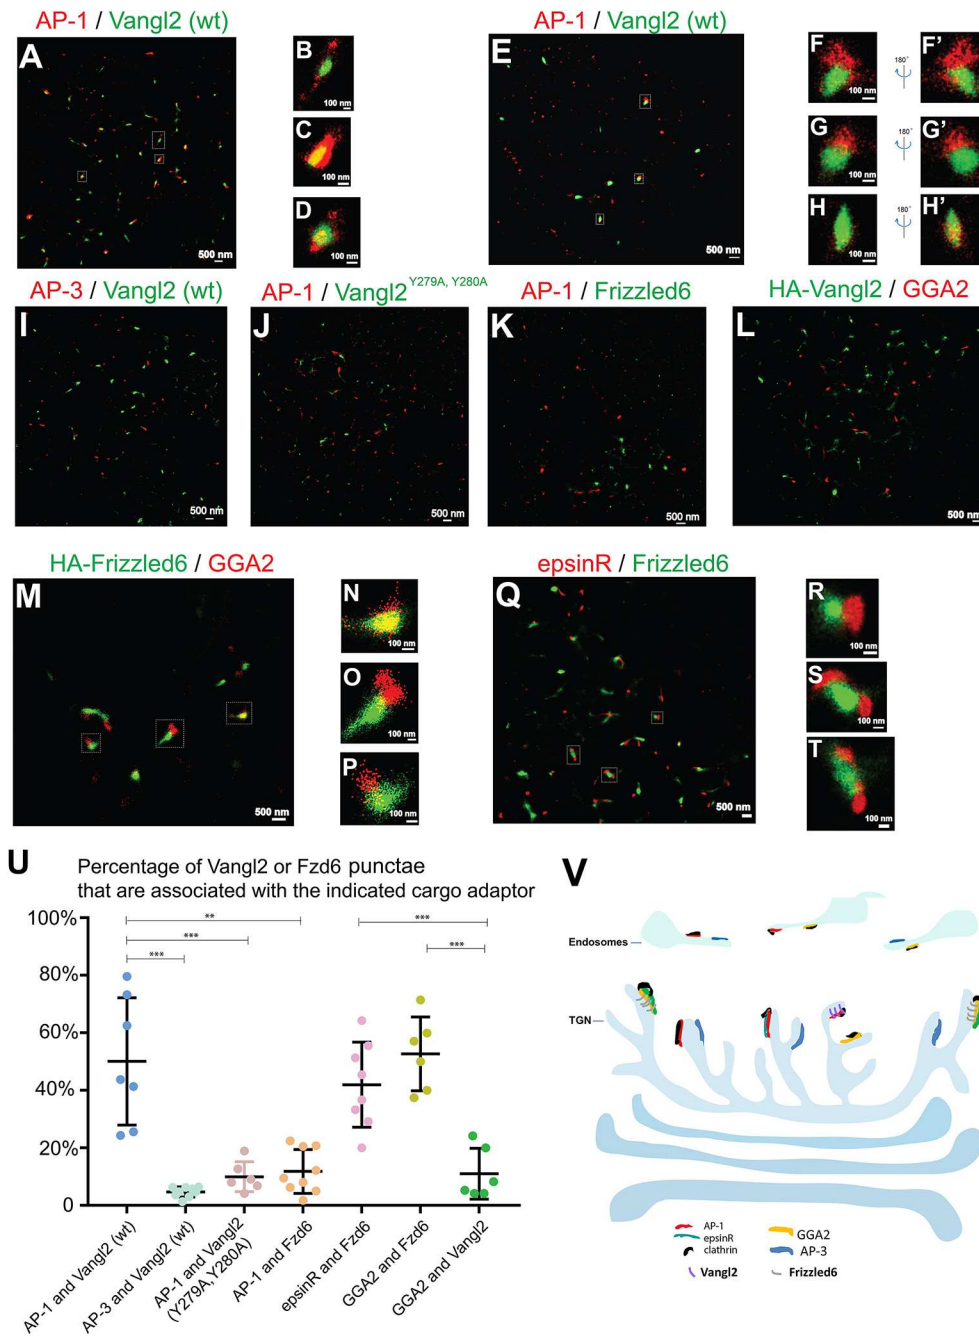 AP-1 / Vangl2 (wt)
A
500 nm
B
100 nm
C
100 nm
D
100 nm
AP-1 / Vangl2 (wt)
E
500 nm
F
100 nm
180°
F’
G
100 nm
180°
G’
H
100 nm
180°
H’
AP-3 / Vangl2 (wt)
I
500 nm
AP-1 / Vangl2 Y279A, Y280A
J
500 nm
AP-1 / Frizzled6
K
500 nm
HA-Vangl2 / GGA2
L
500 nm
HA-Frizzled6 / GGA2
M
500 nm
N
100 nm
O
100 nm
P
100 nm
epsinR / Frizzled6
Q
500 nm
R
100 nm
S
100 nm
T
100 nm
U
Percentage of Vangl2 or Fzd6 punctae
that are associated with the indicated cargo adaptor
100%
80%
60%
40%
20%
0
**
***
***
***
***
AP-1 and Vangl2 (wt)
AP-3 and Vangl2 (wt)
AP-1 and Vangl2
(Y279A,Y280A)
AP-1 and Fzd6
epsinR and Fzd6
GGA2 and Fzd6
GGA2 and Vangl2
V
Endosomes
TGN
AP-1
epsinR
clathrin
Vangl2
GGA2
AP-3
Frizzled6